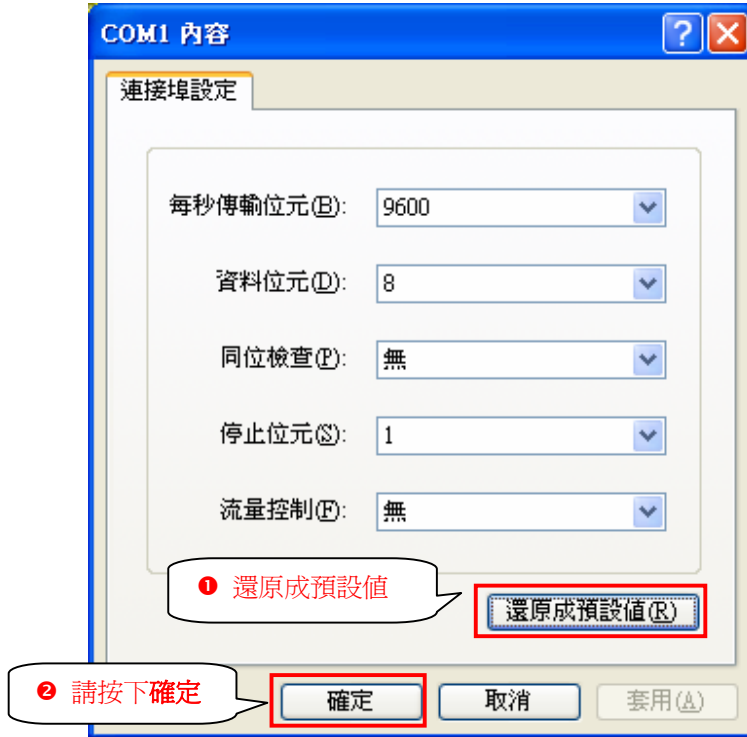 COM1 內容
連接埠設定
每秒傳輸位元(B): 9600
資料位元(D): 8
同位檢查(P): 無
停止位元(S): 1
流量控制(F): 無
❶ 還原成預設值
還原成預設值(R)
❷ 請按下確定
確定 取消 套用(A)